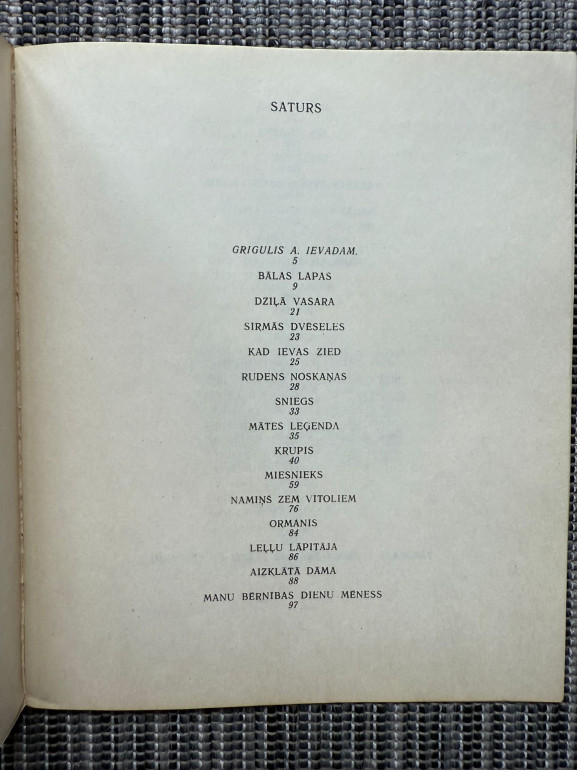 SATURS
GRIGULIS A. IEVADAM.
5
BĀLAS LAPAS
9
DZIĻĀ VASARA
21
SIRMĀS DVĒSELES
23
KAD IEVAS ZIED
25
RUDENS NOSKAŅAS
28
SNIEGS
33
MĀTES LEĢENDA
35
KRUPIS
40
MIESNIEKS
59
NAMIŅŠ ZEM VĪTOLIEM
76
ORMANIS
84
LEĻĻU LĀPĪTĀJA
86
AIZKLĀTĀ DĀMA
88
MANU BĒRNĪBAS DIENU MĒNESS
97